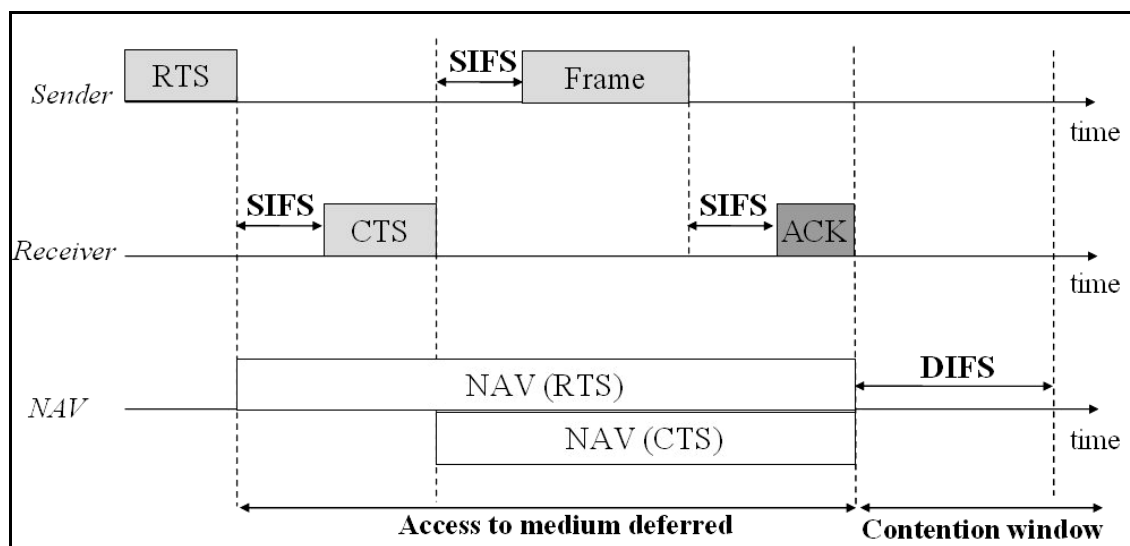 RTS
SIFS
Frame
Sender
time
SIFS
CTS
SIFS
ACK
Receiver
time
NAV (RTS)
DIFS
NAV
NAV (CTS)
time
Access to medium deferred
Contention window